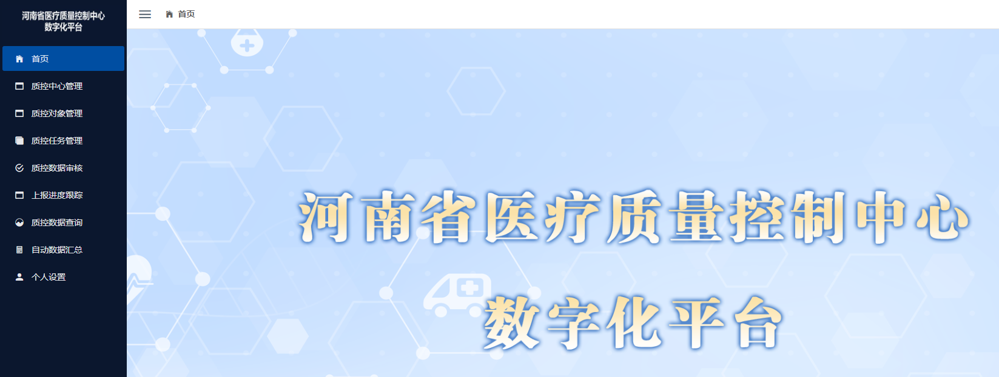 河南省医疗质量控制中心
数字化平台
首页
首页
质控中心管理
质控对象管理
质控任务管理
质控数据审核
上报进度跟踪
质控数据查询
自动数据汇总
个人设置
河南省医疗质量控制中心
数字化平台